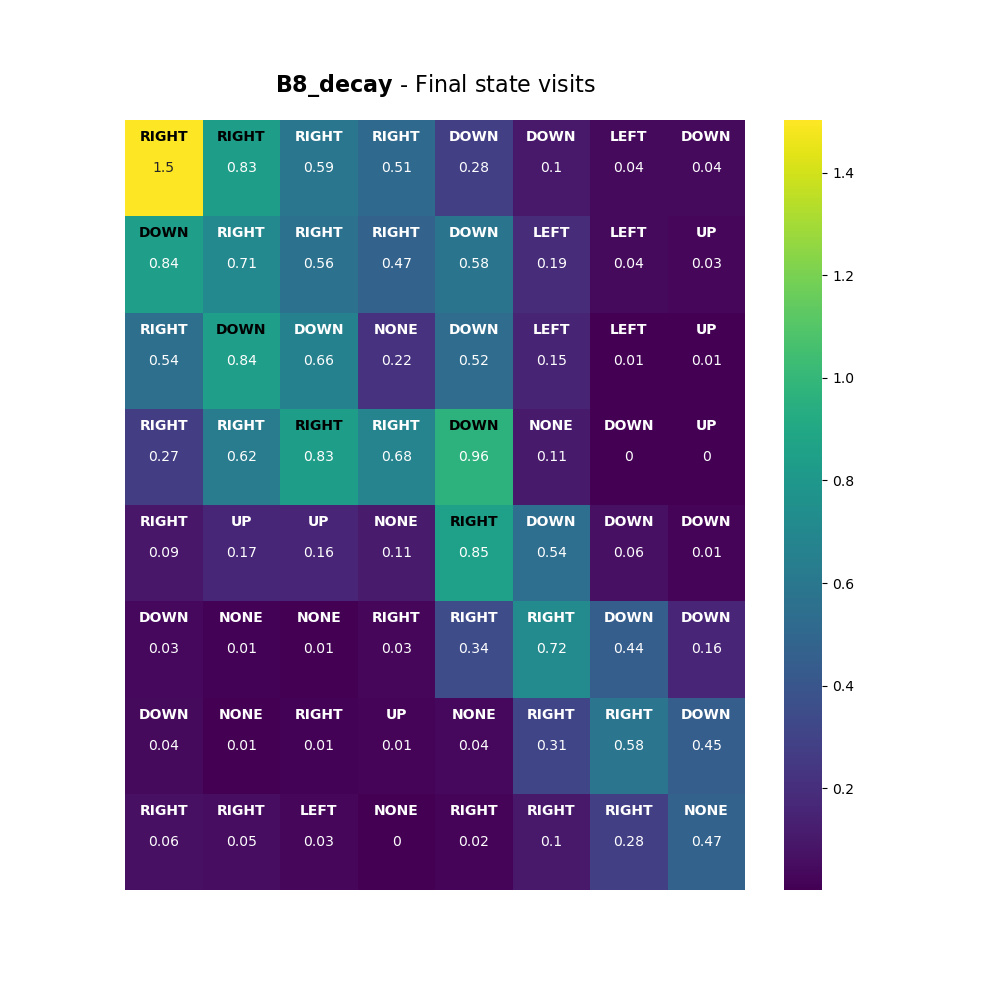 B8_decay - Final state visits
RIGHT RIGHT RIGHT RIGHT DOWN DOWN LEFT DOWN
1.5 0.83 0.59 0.51 0.28 0.1 0.04 0.04
DOWN RIGHT RIGHT RIGHT DOWN LEFT LEFT UP
0.84 0.71 0.56 0.47 0.58 0.19 0.04 0.03
RIGHT DOWN DOWN NONE DOWN LEFT LEFT UP
0.54 0.84 0.66 0.22 0.52 0.15 0.01 0.01
RIGHT RIGHT RIGHT RIGHT DOWN NONE DOWN UP
0.27 0.62 0.83 0.68 0.96 0.11 0 0
RIGHT UP UP NONE RIGHT DOWN DOWN DOWN
0.09 0.17 0.16 0.11 0.85 0.54 0.06 0.01
DOWN NONE NONE RIGHT RIGHT RIGHT DOWN DOWN
0.03 0.01 0.01 0.03 0.34 0.72 0.44 0.16
DOWN NONE RIGHT UP NONE RIGHT RIGHT DOWN
0.04 0.01 0.01 0.01 0.04 0.31 0.58 0.45
RIGHT RIGHT LEFT NONE RIGHT RIGHT RIGHT NONE
0.06 0.05 0.03 0 0.02 0.1 0.28 0.47
1.4
1.2
1.0
0.8
0.6
0.4
0.2